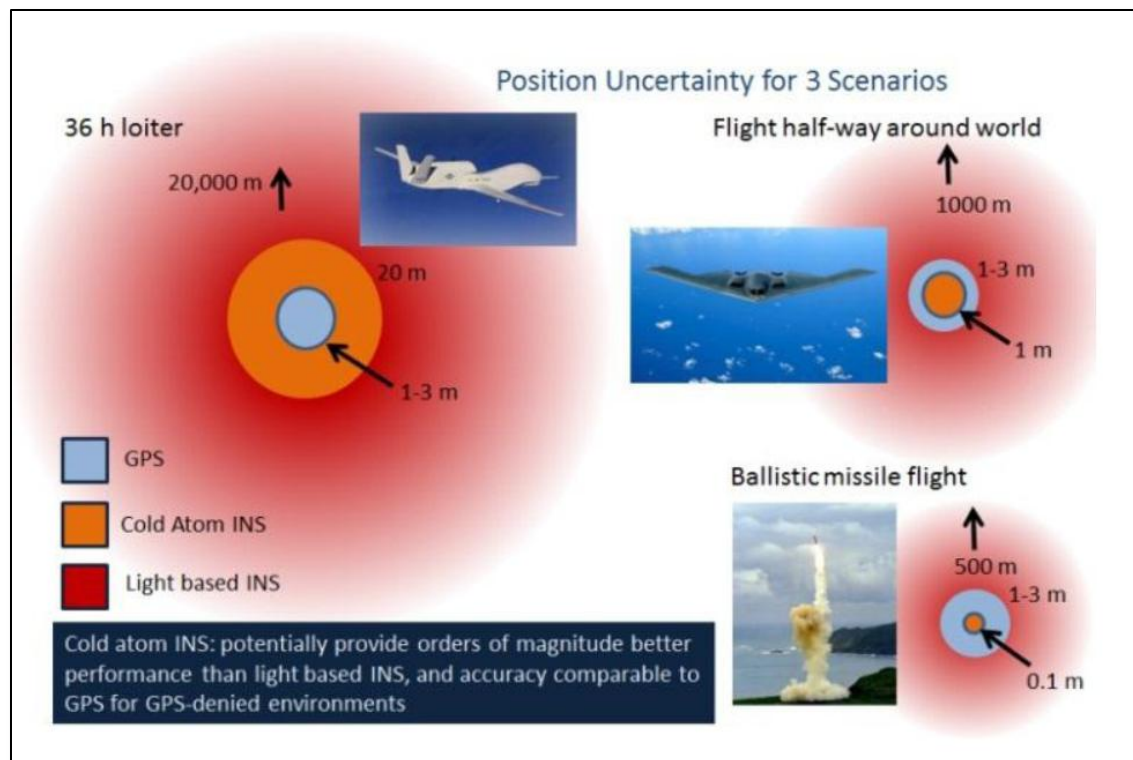 Position Uncertainty for 3 Scenarios
36 h loiter
20,000 m
20 m
1-3 m
Flight half-way around world
1000 m
1-3 m
1 m
GPS
Cold Atom INS
Light based INS
Ballistic missile flight
500 m
1-3 m
0.1 m
Cold atom INS: potentially provide orders of magnitude better
performance than light based INS, and accuracy comparable to
GPS for GPS-denied environments